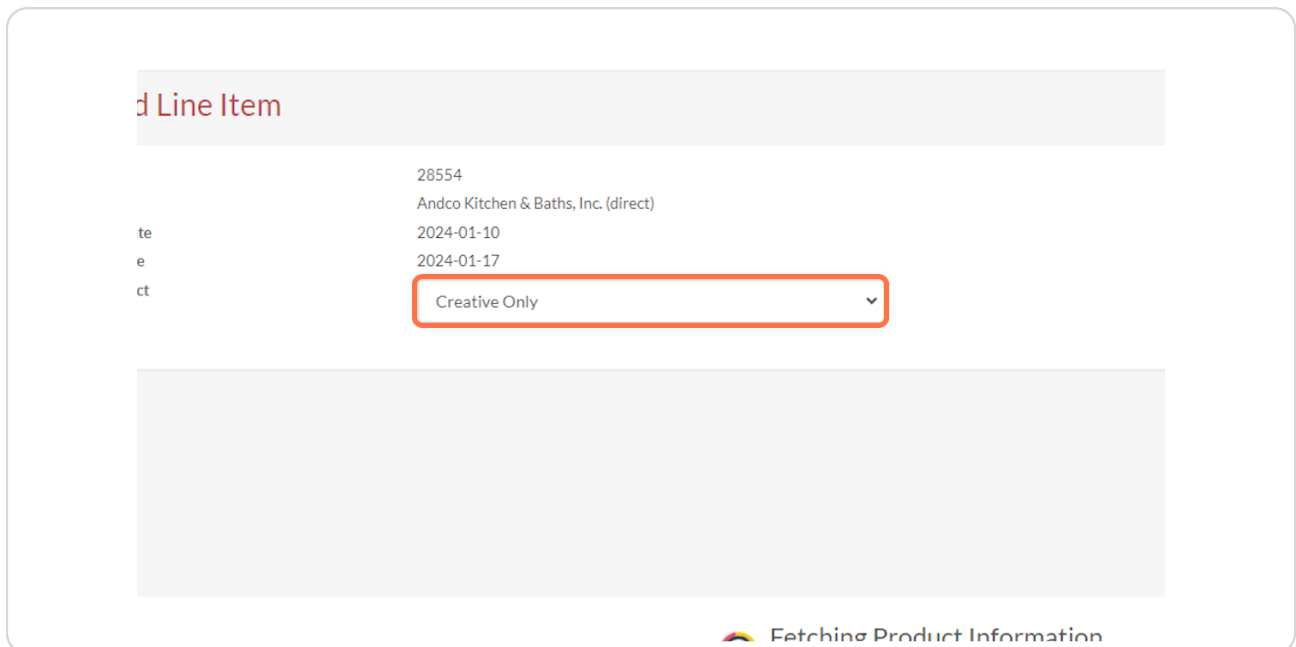 d Line Item
28554
Andco Kitchen & Baths, Inc. (direct)
te 2024-01-10
e 2024-01-17
ct
Creative Only
Fetching Product Information